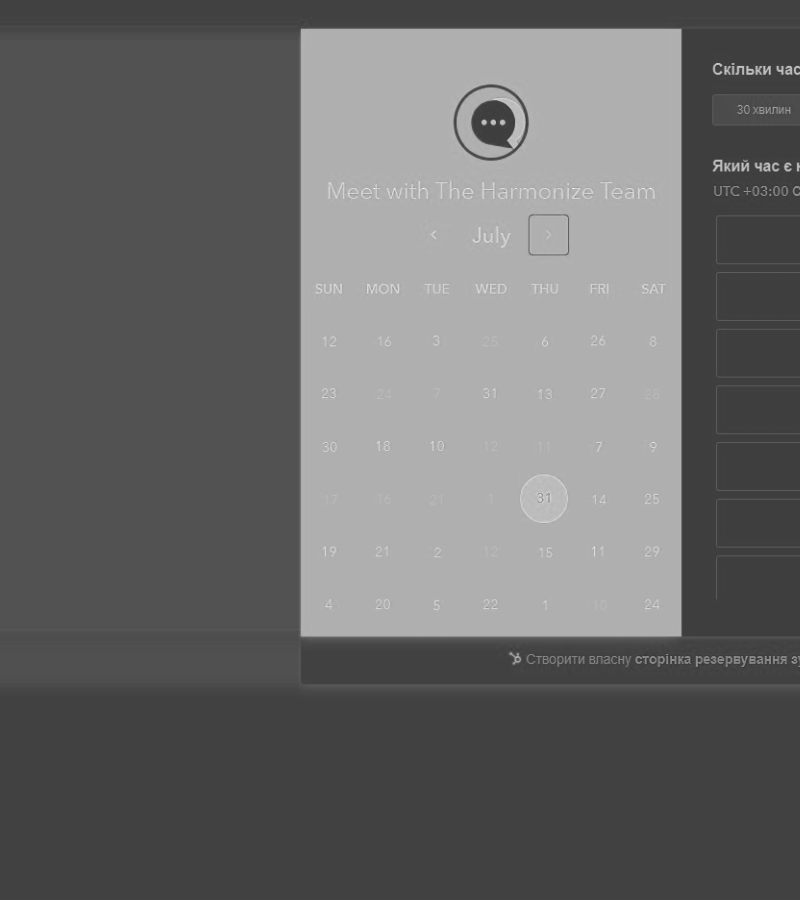 Meet with The Harmonize Team
July
SUN MON TUE WED THU FRI SAT
12 16 3 25 6 26 8
23 24 7 31 13 27 28
30 18 10 12 11 7 9
17 16 21 1 31 14 25
19 21 2 12 15 11 29
4 20 5 22 1 10 24
Скільки час
30 хвилин
Який час є
UTC +03:00
Створити власну сторінка резервування